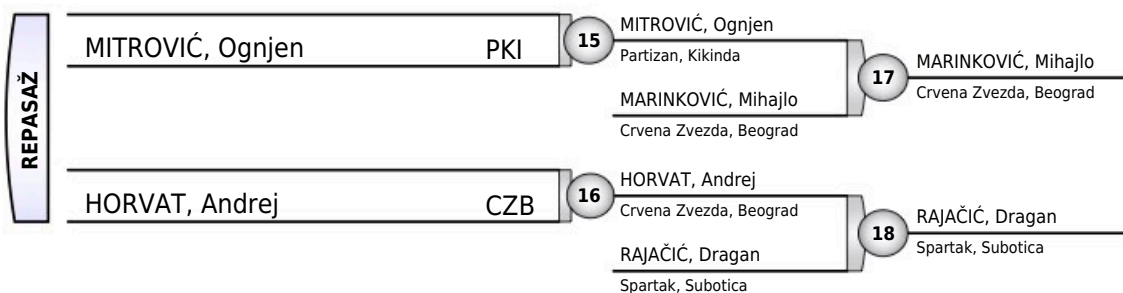 REPASAŽ
MITROVIĆ, Ognjen PKI
15
MITROVIĆ, Ognjen
Partizan, Kikinda
MARINKOVIĆ, Mihajlo
Crvena Zvezda, Beograd
17
MARINKOVIĆ, Mihajlo
Crvena Zvezda, Beograd
HORVAT, Andrej CZB
16
HORVAT, Andrej
Crvena Zvezda, Beograd
RAJAČIĆ, Dragan
Spartak, Subotica
18
RAJAČIĆ, Dragan
Spartak, Subotica